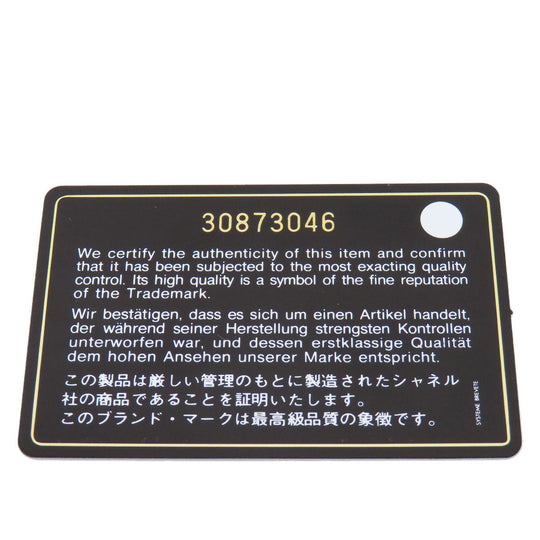 30873046
We certify the authenticity of this item and confirm
that it has been subjected to the most exacting quality
control. Its high quality is a symbol of the fine reputation
of the Trademark.
Wir bestätigen, dass es sich um einen Artikel handelt,
der während seiner Herstellung strengsten Kontrollen
unterworfen war, und dessen erstklassige Qualität
dem hohen Ansehen unserer Marke entspricht.
この製品は厳しい管理のもとに製造されたシャネル
社の商品であることを証明いたします。
このブランド・マークは最高級品質の象徴です。
SYSTEME BREVETE